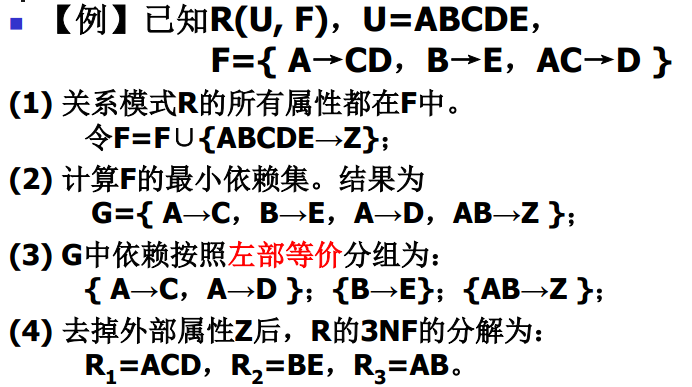 ▪ 【例】已知R(U, F)，U=ABCDE，
F={ A→CD，B→E，AC→D }
(1) 关系模式R的所有属性都在F中。
令F=F∪{ABCDE→Z}；
(2) 计算F的最小依赖集。结果为
G={ A→C，B→E，A→D，AB→Z }；
(3) G中依赖按照左部等价分组为：
{ A→C，A→D }；{B→E}；{AB→Z }；
(4) 去掉外部属性Z后，R的3NF的分解为：
R₁=ACD，R₂=BE，R₃=AB。